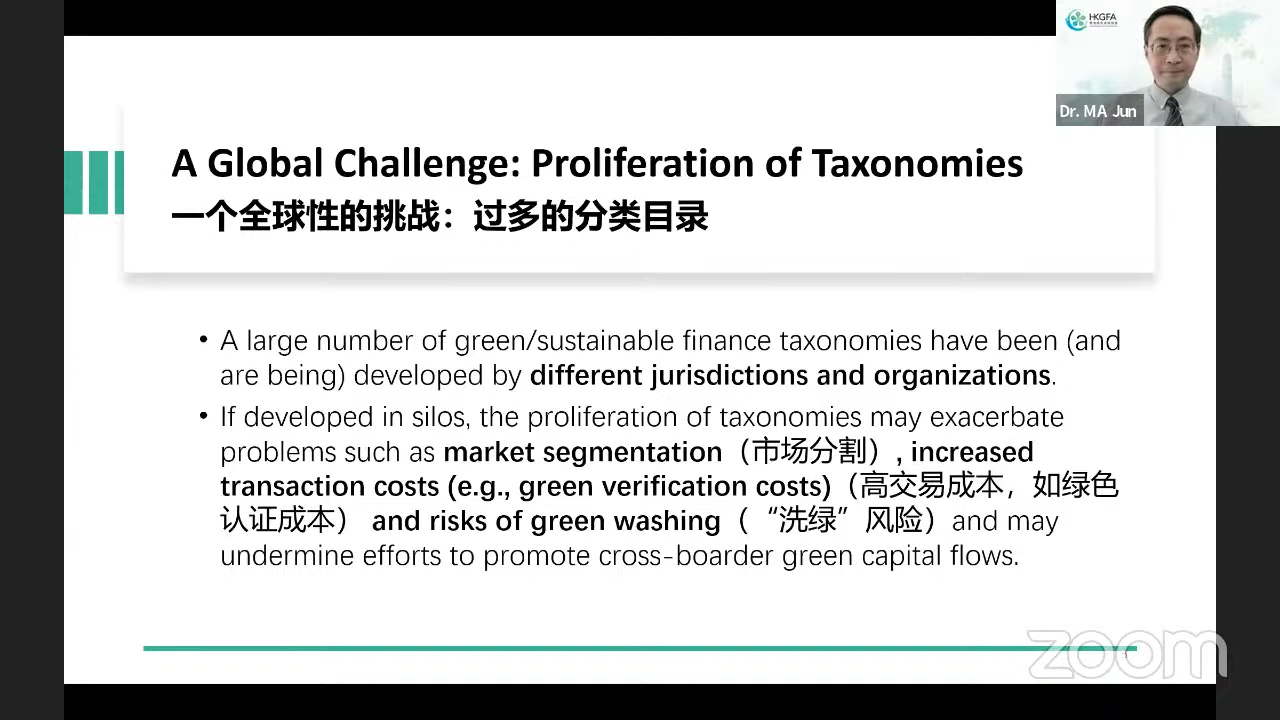 HKGFA
Dr. MA Jun
A Global Challenge: Proliferation of Taxonomies
一个全球性的挑战：过多的分类目录
• A large number of green/sustainable finance taxonomies have been (and
are being) developed by different jurisdictions and organizations.
• If developed in silos, the proliferation of taxonomies may exacerbate
problems such as market segmentation（市场分割）, increased
transaction costs (e.g., green verification costs)（高交易成本，如绿色
认证成本） and risks of green washing（“洗绿”风险）and may
undermine efforts to promote cross-boarder green capital flows.
zoom